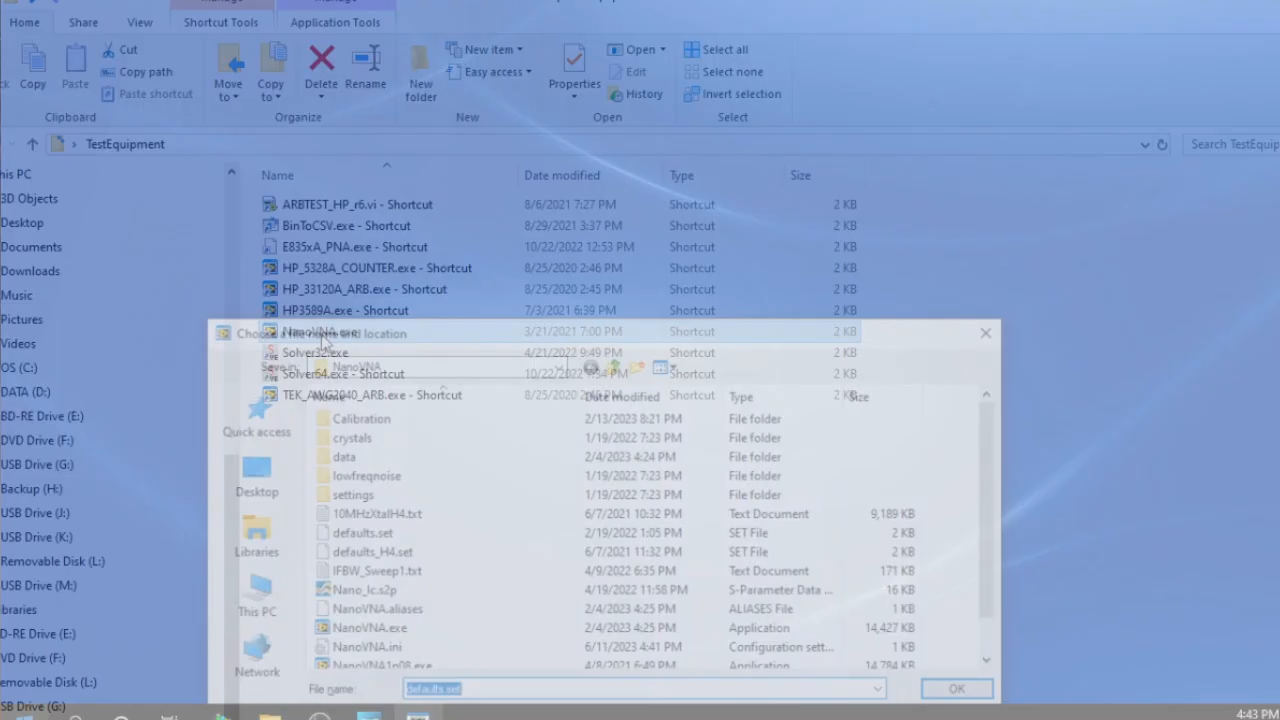 Home Share View Shortcut Tools Application Tools
Copy Paste Cut Copy path Paste shortcut
Move to Copy to Delete Rename New folder
New item Easy access
Properties Open Edit History
Select all Select none Invert selection
Clipboard Organize New Open Select
TestEquipment Search TestEquip
his PC
3D Objects
Desktop
Documents
Downloads
Music
Pictures
Videos
OS (C:)
DATA (D:)
BD-RE Drive (E:)
DVD Drive (F:)
USB Drive (G:)
Backup (H:)
USB Drive (J:)
USB Drive (K:)
Removable Disk (L:)
USB Drive (M:)
ibraries
D-RE Drive (E:)
VD Drive (F:)
emovable Disk (L:)
SB Drive (G:)
Name Date modified Type Size
ARBTEST_HP_r6.vi - Shortcut 8/6/2021 7:27 PM Shortcut 2 KB
BinToCSV.exe - Shortcut 8/29/2021 3:37 PM Shortcut 2 KB
E835xA_PNA.exe - Shortcut 10/22/2022 12:53 PM Shortcut 2 KB
HP_5328A_COUNTER.exe - Shortcut 8/25/2020 2:46 PM Shortcut 2 KB
HP_33120A_ARB.exe - Shortcut 8/25/2020 2:45 PM Shortcut 2 KB
HP3589A.exe - Shortcut 7/3/2021 6:39 PM Shortcut 2 KB
NanoVNA.exe 3/21/2021 7:00 PM Shortcut 2 KB
Solver32.exe 4/21/2022 9:49 PM Shortcut 2 KB
Solver64.exe - Shortcut 10/22/2022 PM Shortcut 2 KB
TEK_AWG2040_ARB.exe - Shortcut 8/25/2020 Shortcut 2 KB
Choose a file name and location
Save in: NanoVNA
Name Date modified Type Size
Calibration 2/13/2023 8:21 PM File folder
crystals 1/19/2022 7:23 PM File folder
data 2/4/2023 4:24 PM File folder
lowfreqnoise 1/19/2022 7:23 PM File folder
settings 1/19/2022 7:23 PM File folder
10MHzXtalH4.txt 6/7/2021 10:32 PM Text Document 9,189 KB
defaults.set 2/19/2022 1:05 PM SET File 2 KB
defaults_H4.set 6/7/2021 11:32 PM SET File 2 KB
IFBW_Sweep1.txt 4/9/2022 6:35 PM Text Document 171 KB
Nano_lc.s2p 4/19/2022 11:58 PM S-Parameter Data ... 16 KB
NanoVNA.aliases 2/4/2023 4:25 PM ALIASES File 1 KB
NanoVNA.exe 2/4/2023 4:25 PM Application 14,427 KB
NanoVNA.ini 6/11/2023 4:41 PM Configuration sett... 1 KB
NanoVNA1p08.exe 4/8/2021 6:49 PM Application 14,784 KB
Quick access
Desktop
Libraries
This PC
Network
File name: defaults.set OK
4:43 PM